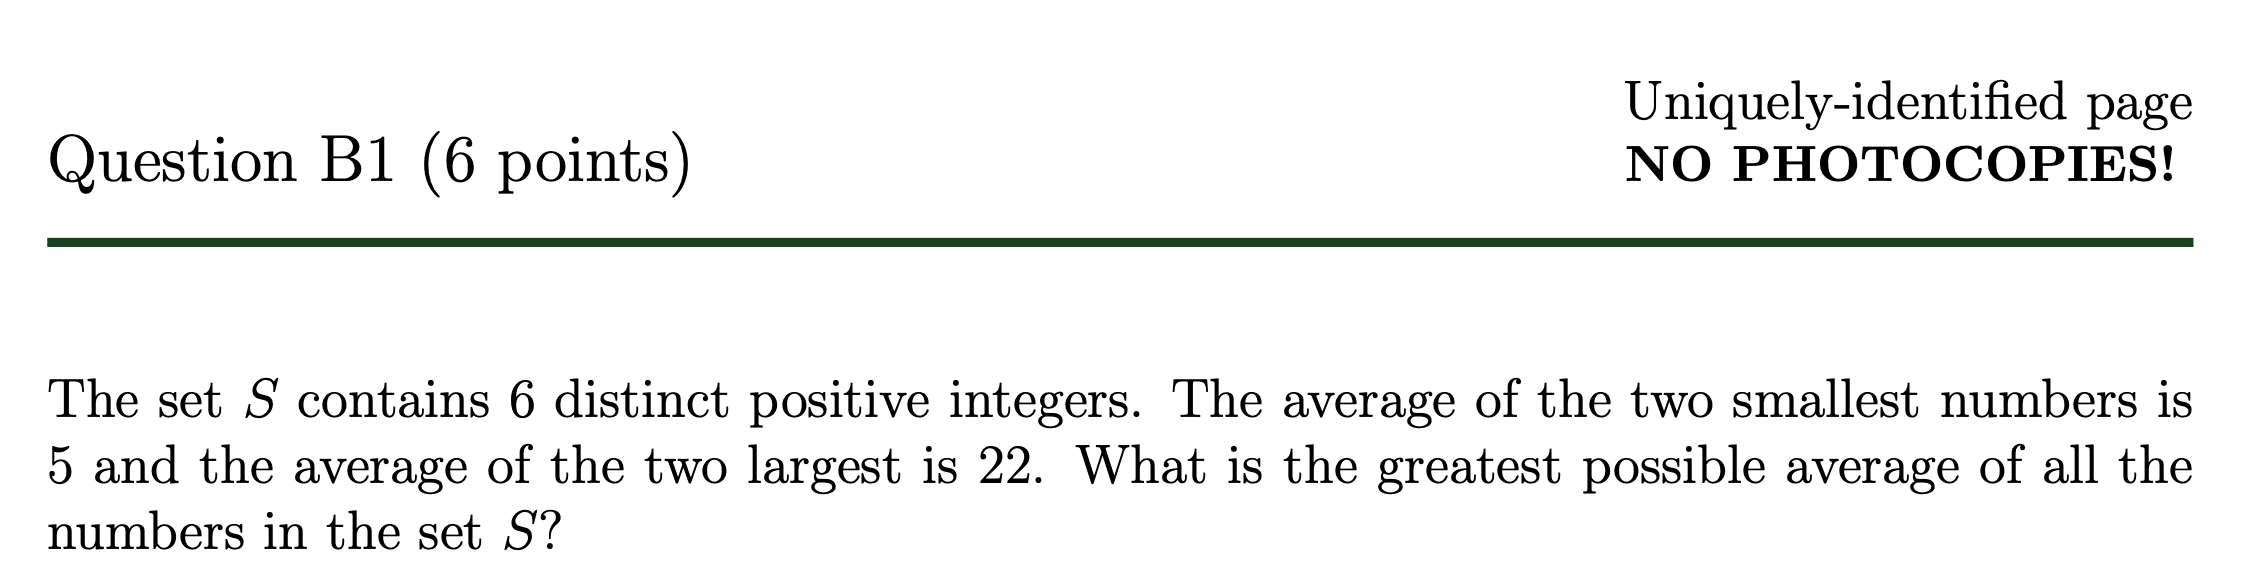 Uniquely-identified page
Question B1 (6 points)
NO PHOTOCOPIES!
The set S contains 6 distinct positive integers. The average of the two smallest numbers is
5 and the average of the two largest is 22. What is the greatest possible average of all the
numbers in the set S?